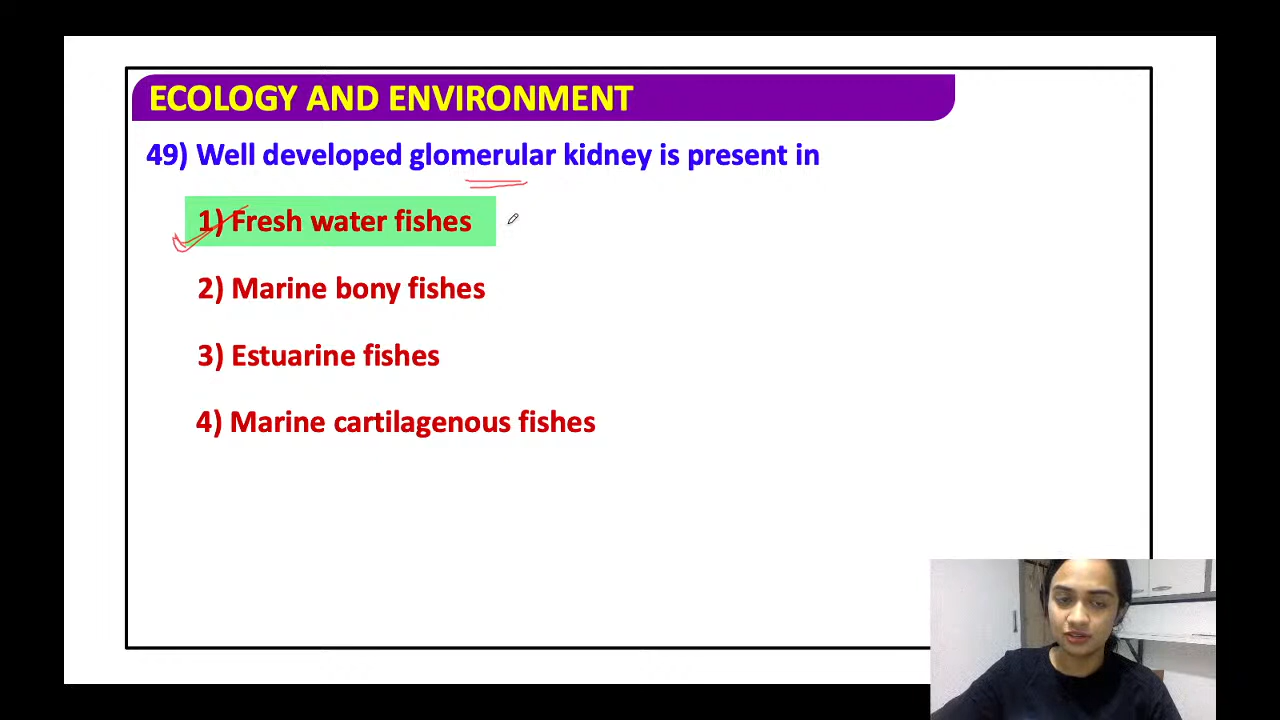 ECOLOGY AND ENVIRONMENT
49) Well developed glomerular kidney is present in
1) Fresh water fishes
2) Marine bony fishes
3) Estuarine fishes
4) Marine cartilagenous fishes